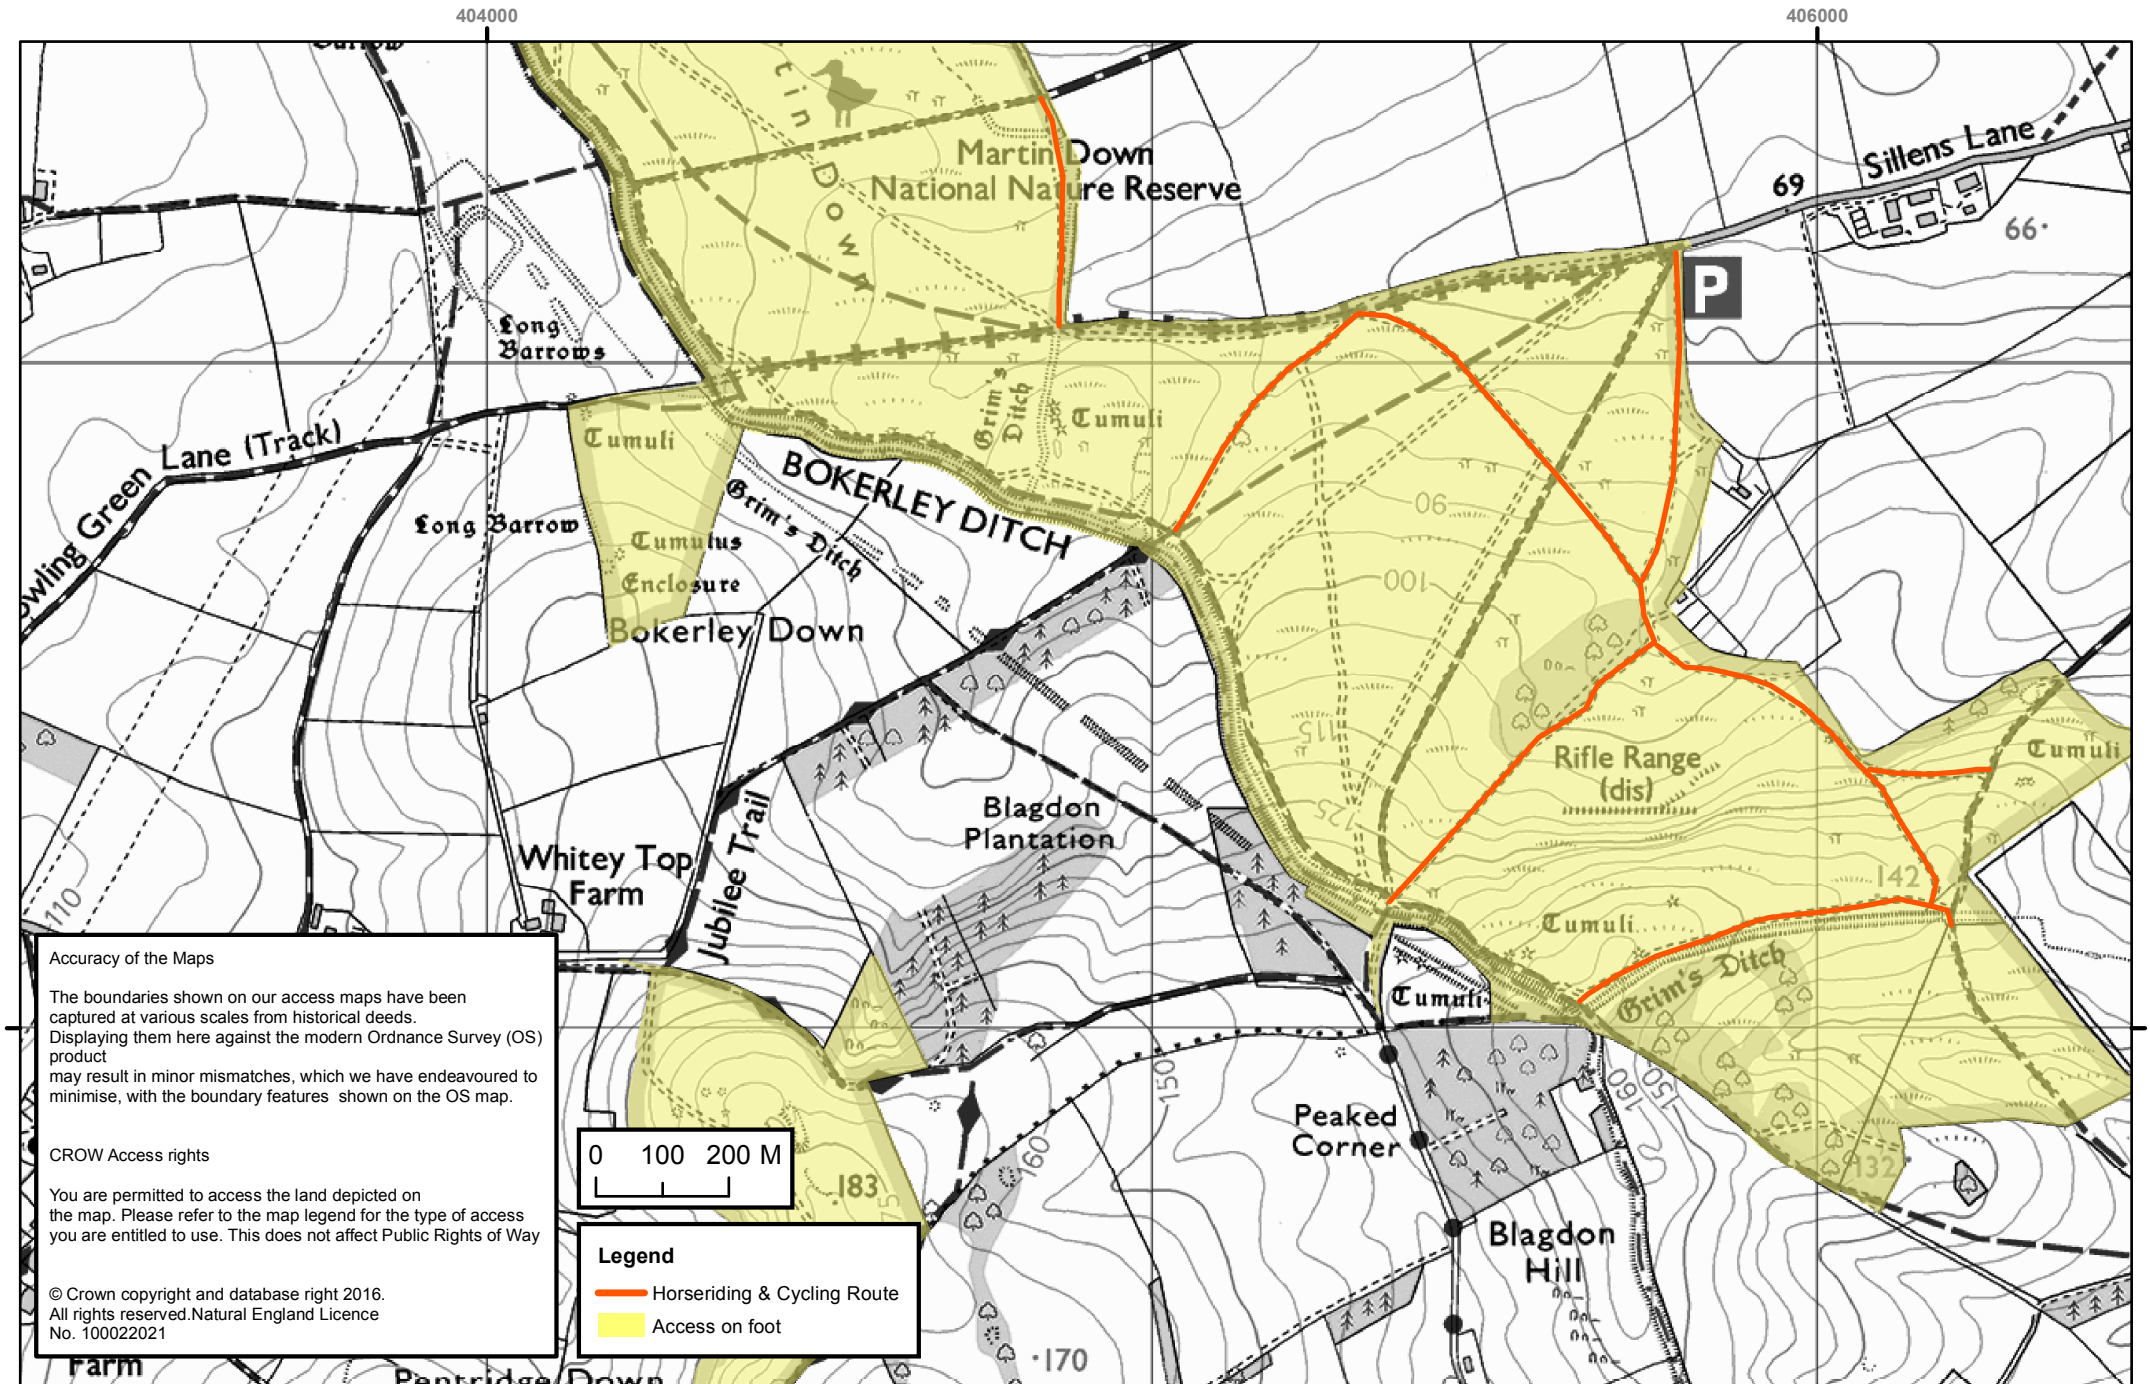 404000
406000
tin
Down
Martin Down
National Nature Reserve
Sillens Lane
69
66
P
Long
Barrows
Grim's
Ditch
Tumuli
Tumuli
Lane (Track)
owling Green
BOKERLEY DITCH
Grim's Ditch
Long Barrow
Tumulus
Enclosure
Bokerley Down
90
100
115
125
Rifle Range
(dis)
Tumuli
Blagdon
Plantation
Whitey Top
Farm
Jubilee Trail
110
142
Tumuli
Grim's Ditch
Tumuli
150
160
150
160
Peaked
Corner
132
183
Blagdon
Hill
170
Farm
Pentridge Down
Accuracy of the Maps
The boundaries shown on our access maps have been
captured at various scales from historical deeds.
Displaying them here against the modern Ordnance Survey (OS)
product
may result in minor mismatches, which we have endeavoured to
minimise, with the boundary features shown on the OS map.
CROW Access rights
You are permitted to access the land depicted on
the map. Please refer to the map legend for the type of access
you are entitled to use. This does not affect Public Rights of Way
© Crown copyright and database right 2016.
All rights reserved.Natural England Licence
No. 100022021
0 100 200 M
Legend
Horseriding & Cycling Route
Access on foot